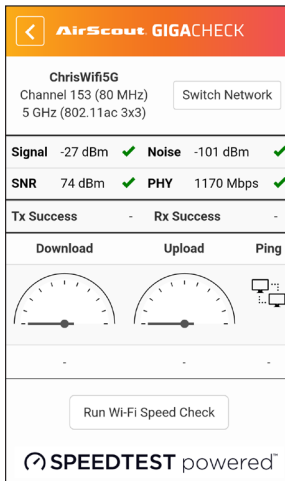 AirScout GIGACHECK
ChrisWifi5G
Channel 153 (80 MHz)
5 GHz (802.11ac 3x3)
Switch Network
Signal -27 dBm ✔ Noise -101 dBm ✔
SNR 74 dBm ✔ PHY 1170 Mbps ✔
Tx Success - Rx Success -
Download Upload Ping
- - -
Run Wi-Fi Speed Check
SPEEDTEST powered™